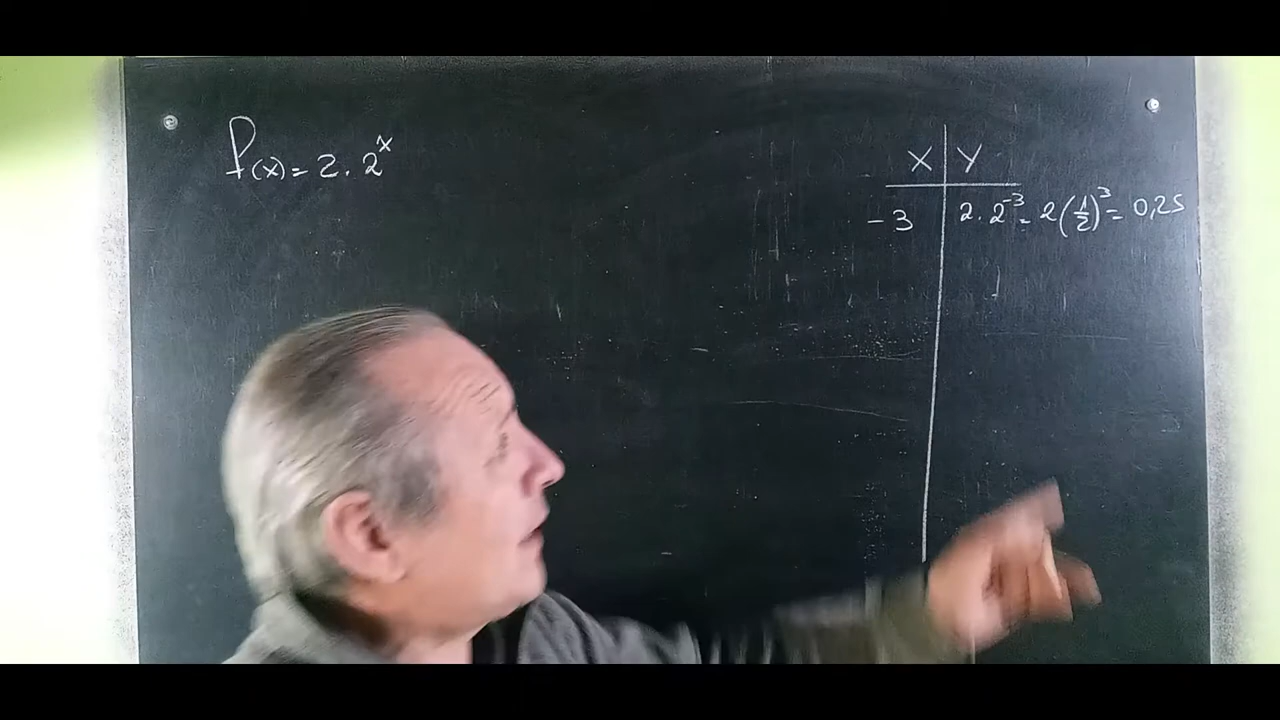 f(x) = 2 . 2^x
X | Y
-3 | 2 . 2^-3 = 2(1/2)^3 = 0,25